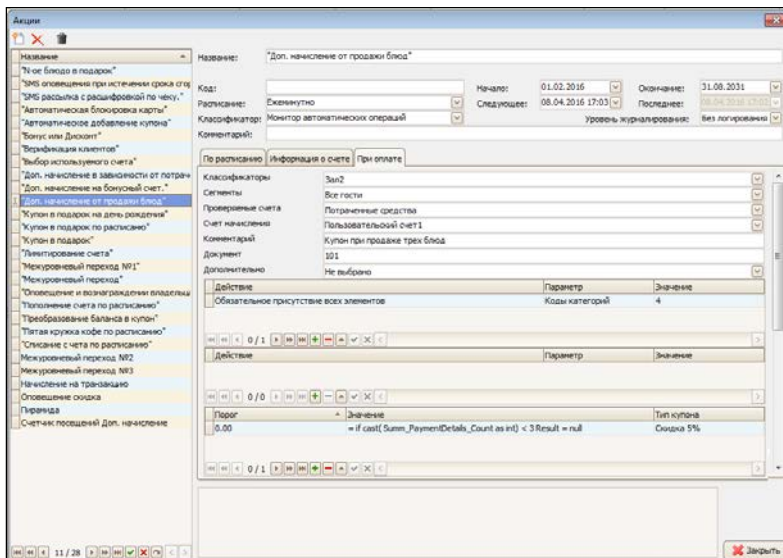 Акции
Название
"N-ое блюдо в подарок"
"SMS оповещения при истечении срока сго
"SMS рассылка с расшифровкой по чеку."
"Автоматическая блокировка карты"
"Автоматическое добавление купона"
"Бонус или Дисконт"
"Верификация клиентов"
"Выбор используемого счета"
"Доп. начисление в зависимости от потрач
"Доп. начисление на бонусный счет."
"Доп. начисление от продажи блюд"
"Купон в подарок на день рождения"
"Купон в подарок по расписанию"
"Купон в подарок"
"Лимитирование счета"
"Межуровневый переход №1"
"Межуровневый переход"
"Оповещение и вознаграждении владельц
"Пополнение счета по расписанию"
"Преобразование баланса в купон"
"Пятая кружка кофе по расписанию"
"Списание с чета по расписанию"
Межуровневый переход №2
Межуровневый переход №3
Начисление на транзакцию
Оповещение скидка
Пирамида
Счетчик посещений Доп. начисление
11 / 28
Название: "Доп. начисление от продажи блюд"
Код: Начало: 01.02.2016 Окончание: 31.08.2031
Расписание: Ежеминутно Следующее: 08.04.2016 17:03 Последнее:
Классификатор: Монитор автоматических операций Уровень журналирования: Без логирования
Комментарий:
По расписанию Информация о счете При оплате
Классификаторы Зал2
Сегменты Все гости
Проверяемые счета Потраченные средства
Счет начисления Пользовательский счет1
Комментарий Купон при продаже трех блюд
Документ 101
Дополнительно Не выбрано
Действие Параметр Значение
Обязательное присутствие всех элементов Коды категорий 4
0 / 1
Действие Параметр Значение
0 / 0
Порог Значение Тип купона
0.00 = if cast( Summ_PaymentDetails_Count as int) < 3 Result = null Скидка 5%
0 / 1
Закрыть